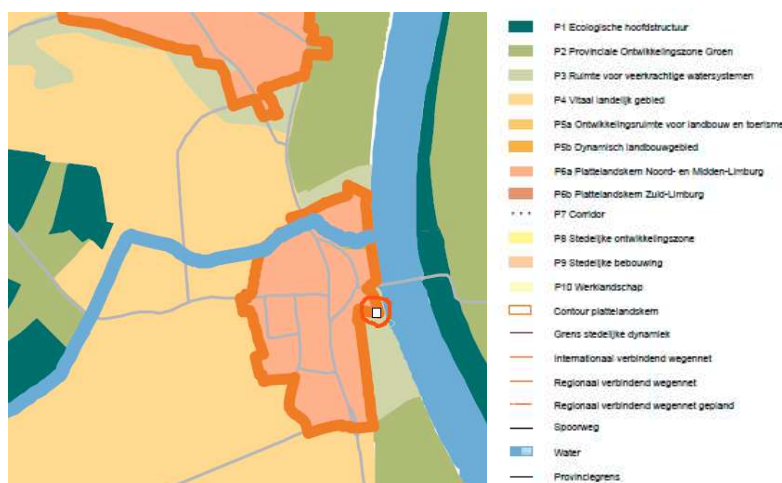 P1 Ecologische hoofdstructuur
P2 Provinciale Ontwikkelingszone Groen
P3 Ruimte voor veerkrachtige watersystemen
P4 Vitaal landelijk gebied
P5a Ontwikkelingsruimte voor landbouw en toerisme
P5b Dynamisch landbouwgebied
P6a Plattelandskern Noord- en Midden-Limburg
P6b Plattelandskern Zuid-Limburg
P7 Corridor
P8 Stedelijke ontwikkelingszone
P9 Stedelijke bebouwing
P10 Werklandschap
Contour plattelandskern
Grens stedelijke dynamiek
Internationaal verbindend wegennet
Regionaal verbindend wegennet
Regionaal verbindend wegennet gepland
Spoorweg
Water
Provinciegrens